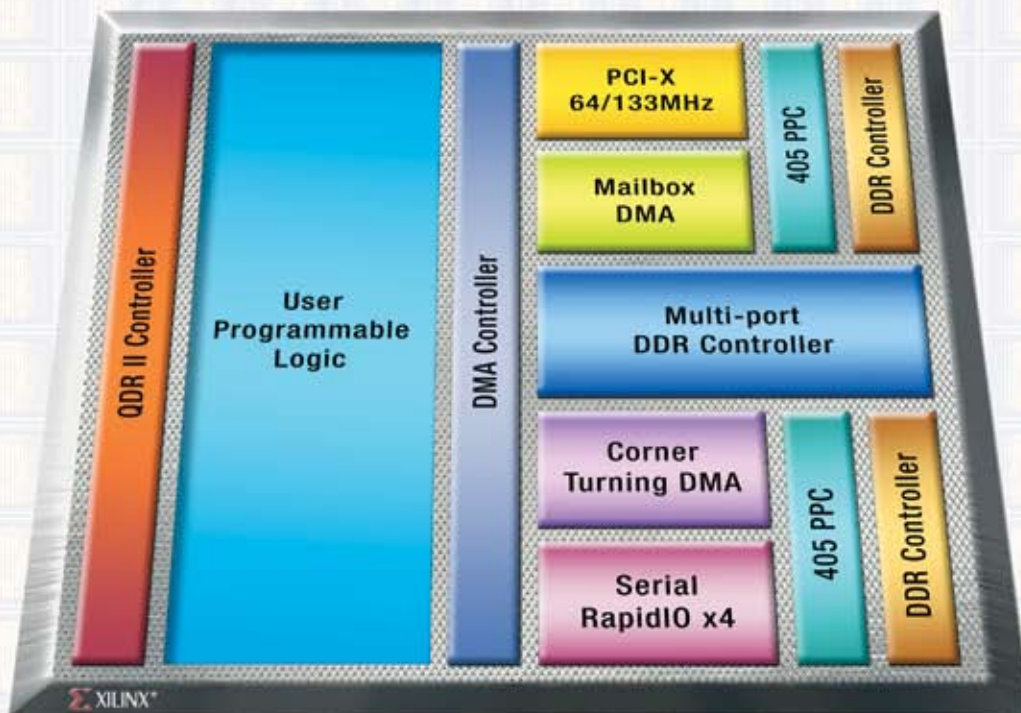 QDR II Controller
User
Programmable
Logic
DMA Controller
PCI-X
64/133MHz
Mailbox
DMA
405 PPC
DDR Controller
Multi-port
DDR Controller
Corner
Turning DMA
Serial
RapidIO x4
405 PPC
DDR Controller
XILINX®